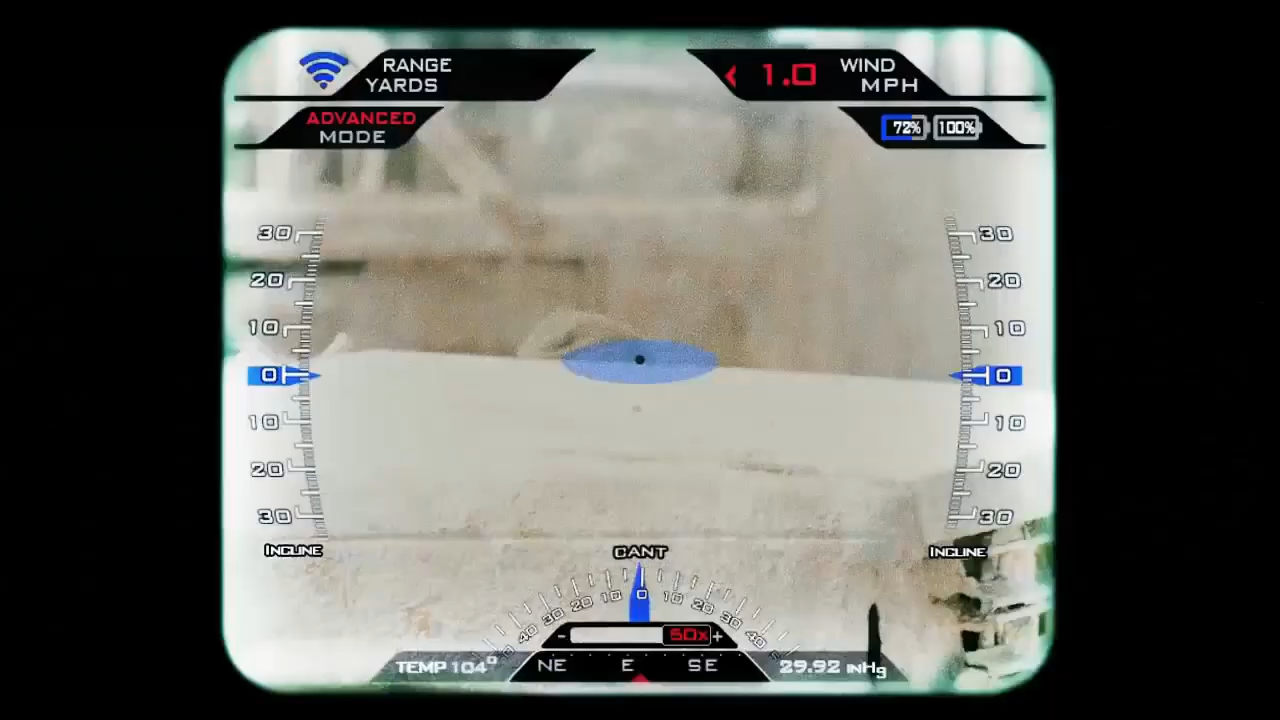 RANGE
YARDS
< 1.0 WIND
MPH
ADVANCED
MODE
72% 100%
30 30
20 20
10 10
0 0
10 10
20 20
30 30
INCLINE INCLINE
CANT
40 30 20 10 0 10 20 30 40
- 60x +
TEMP 104° NE E SE 29.92 INHg